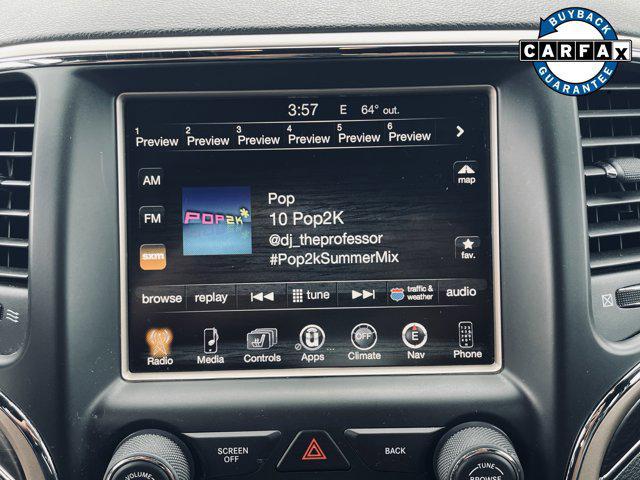 BUYBACK
CARFAX
GUARANTEE
3:57 E 64° out.
1 2 3 4 5 6
Preview Preview Preview Preview Preview Preview
AM
map
FM
POP2K
Pop
10 Pop2K
@dj_theprofessor
#Pop2kSummerMix
sxm
fav.
browse replay tune traffic & weather audio
OFF E
Radio Media Controls Apps Climate Nav Phone
SCREEN OFF
BACK
VOLUME
TUNE
BROWSE